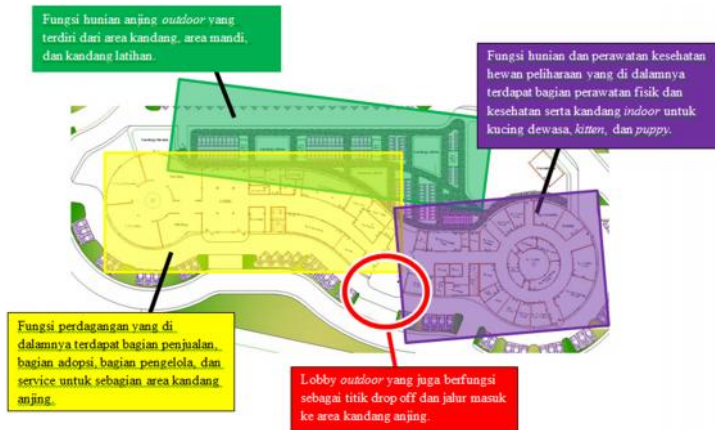 Fungsi hunian anjing outdoor yang
terdiri dari area kandang, area mandi,
dan kandang latihan.
Fungsi hunian dan perawatan kesehatan
hewan peliharaan yang di dalamnya
terdapat bagian perawatan fisik dan
kesehatan serta kandang indoor untuk
kucing dewasa, kitten, dan puppy.
Fungsi perdagangan yang di
dalamnya terdapat bagian penjualan,
bagian adopsi, bagian pengelola, dan
service untuk sebagian area kandang
anjing.
Lobby outdoor yang juga berfungsi
sebagai titik drop off dan jalur masuk
ke area kandang anjing.